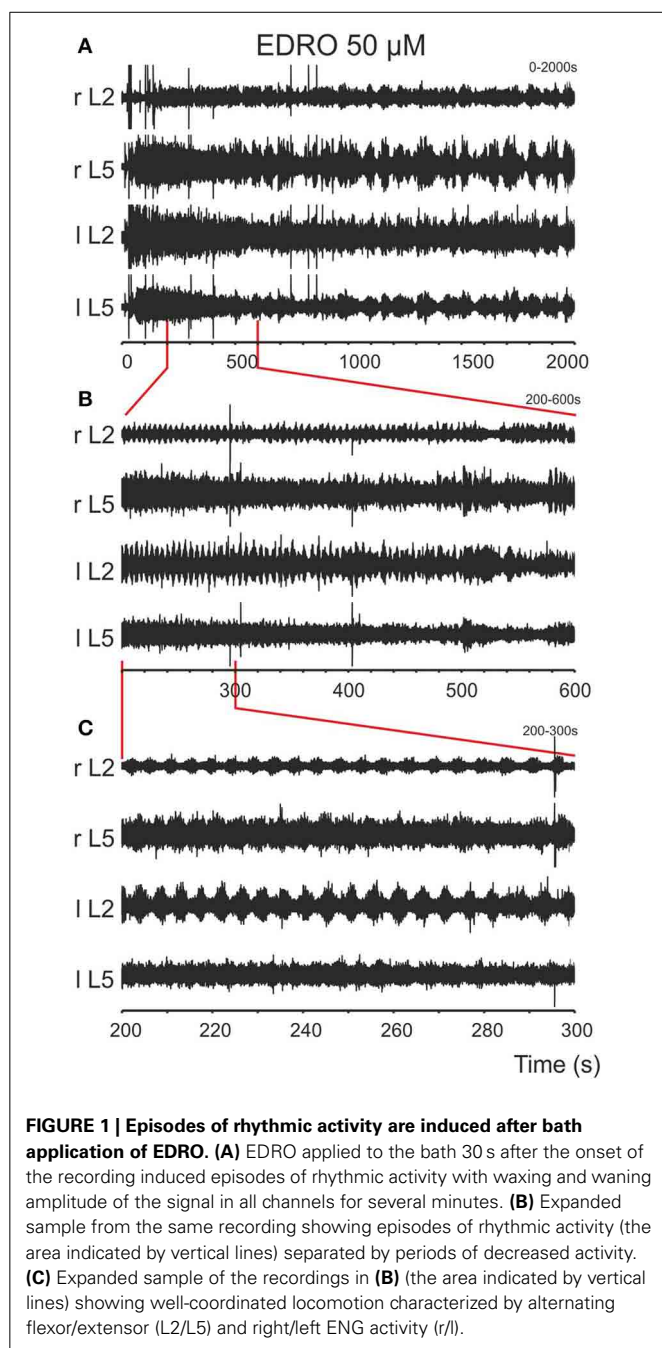 A EDRO 50 µM
0-2000s
r L2
r L5
l L2
l L5
0 500 1000 1500 2000
B
200-600s
r L2
r L5
l L2
l L5
300 400 500 600
C
200-300s
r L2
r L5
l L2
l L5
200 220 240 260 280 300
Time (s)
FIGURE 1 | Episodes of rhythmic activity are induced after bath
application of EDRO. (A) EDRO applied to the bath 30 s after the onset of
the recording induced episodes of rhythmic activity with waxing and waning
amplitude of the signal in all channels for several minutes. (B) Expanded
sample from the same recording showing episodes of rhythmic activity (the
area indicated by vertical lines) separated by periods of decreased activity.
(C) Expanded sample of the recordings in (B) (the area indicated by vertical
lines) showing well-coordinated locomotion characterized by alternating
flexor/extensor (L2/L5) and right/left ENG activity (r/l).